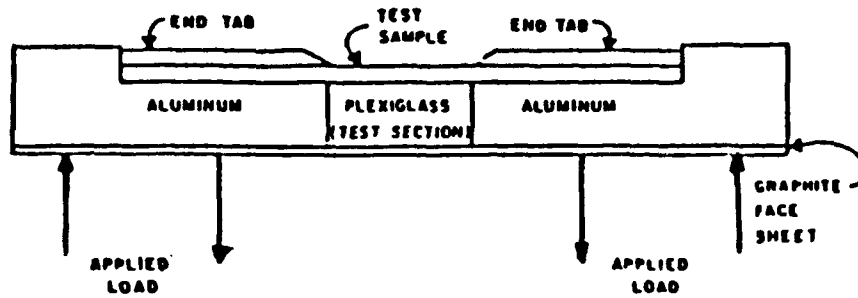 END TAB
TEST
SAMPLE
END TAB
ALUMINUM
PLEXIGLASS
(TEST SECTION)
ALUMINUM
GRAPHITE
FACE
SHEET
APPLIED
LOAD
APPLIED
LOAD